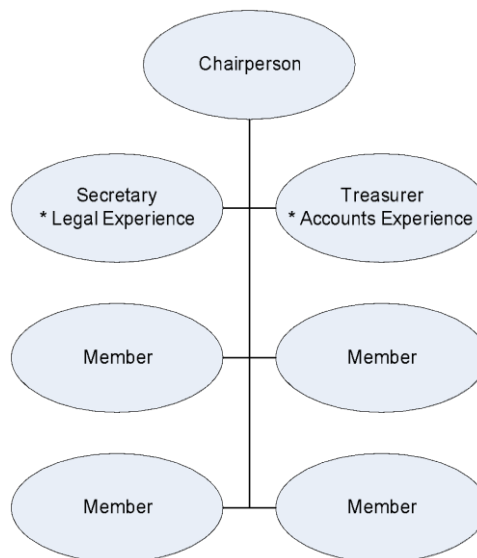 Chairperson
Secretary
* Legal Experience
Treasurer
* Accounts Experience
Member
Member
Member
Member